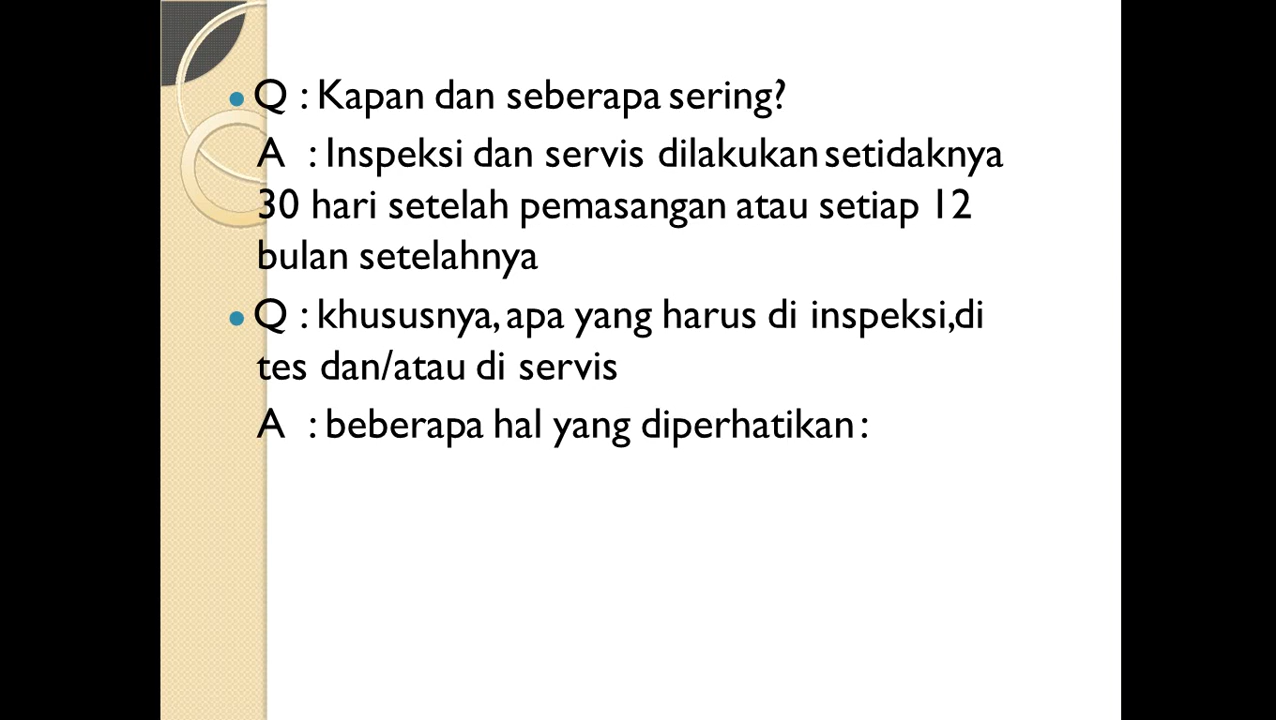 Q : Kapan dan seberapa sering?
A : Inspeksi dan servis dilakukan setidaknya
30 hari setelah pemasangan atau setiap 12
bulan setelahnya
Q : khususnya, apa yang harus di inspeksi,di
tes dan/atau di servis
A : beberapa hal yang diperhatikan :